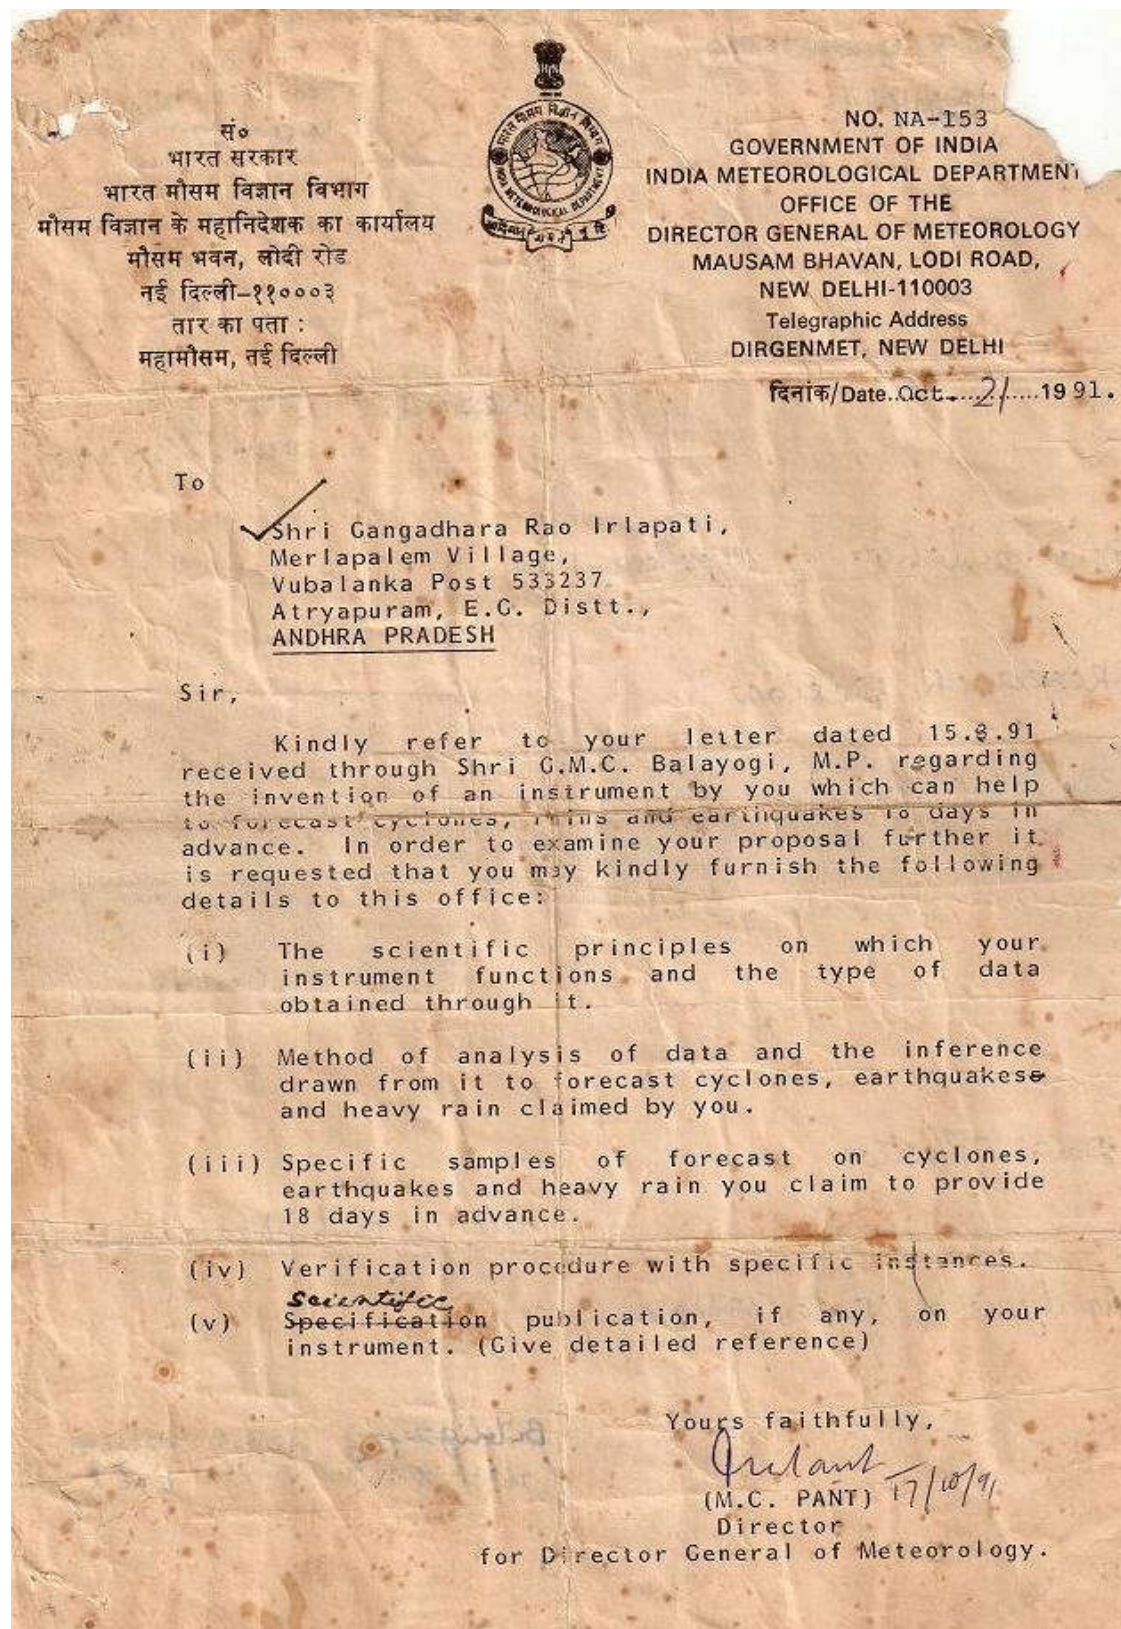 सं०
भारत सरकार
भारत मौसम विज्ञान विभाग
मौसम विज्ञान के महानिदेशक का कार्यालय
मौसम भवन, लोदी रोड
नई दिल्ली–११०००३
तार का पता :
महामौसम, नई दिल्ली
INDIA METEOROLOGICAL DEPARTMENT
NO. NA-153
GOVERNMENT OF INDIA
INDIA METEOROLOGICAL DEPARTMENT
OFFICE OF THE
DIRECTOR GENERAL OF METEOROLOGY
MAUSAM BHAVAN, LODI ROAD,
NEW DELHI-110003
Telegraphic Address
DIRGENMET, NEW DELHI
दिनांक/Date..Oct.....21.....1991.
To
Shri Gangadhara Rao Irlapati,
Merlapalem Village,
Vubalanka Post 533237
Atryapuram, E.G. Distt.,
ANDHRA PRADESH
Sir,
Kindly refer to your letter dated 15.8.91
received through Shri G.M.C. Balayogi, M.P. regarding
the invention of an instrument by you which can help
to forecast cyclones, rains and earthquakes 18 days in
advance. In order to examine your proposal further it
is requested that you may kindly furnish the following
details to this office:
(i) The scientific principles on which your
instrument functions and the type of data
obtained through it.
(ii) Method of analysis of data and the inference
drawn from it to forecast cyclones, earthquakes
and heavy rain claimed by you.
(iii) Specific samples of forecast on cyclones,
earthquakes and heavy rain you claim to provide
18 days in advance.
(iv) Verification procedure with specific instances.
scientific
(v) Specification publication, if any, on your
instrument. (Give detailed reference)
Yours faithfully,
17/10/91
(M.C. PANT)
Director
for Director General of Meteorology.